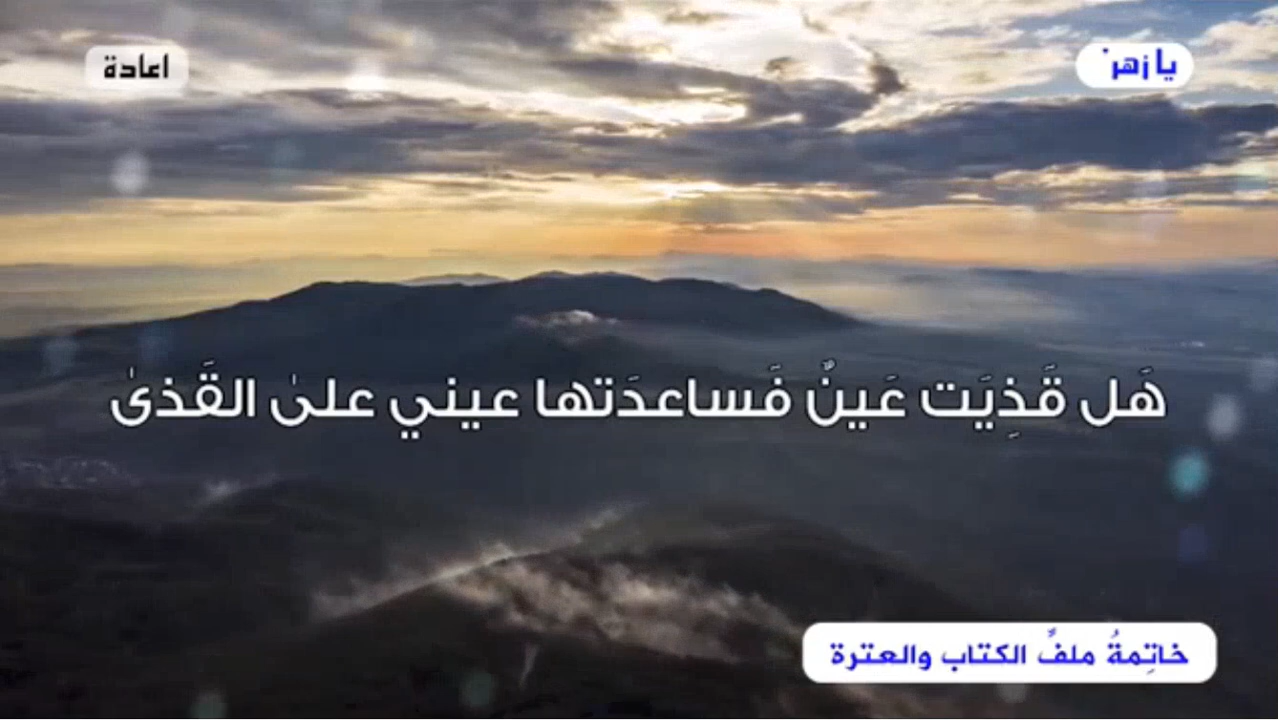 يا زهر
اعادة
هَل قَذِيَت عَينٌ فَساعدَتها عيني علىٰ القَذىٰ
خاتِمةُ ملفِّ الكتاب والعترة